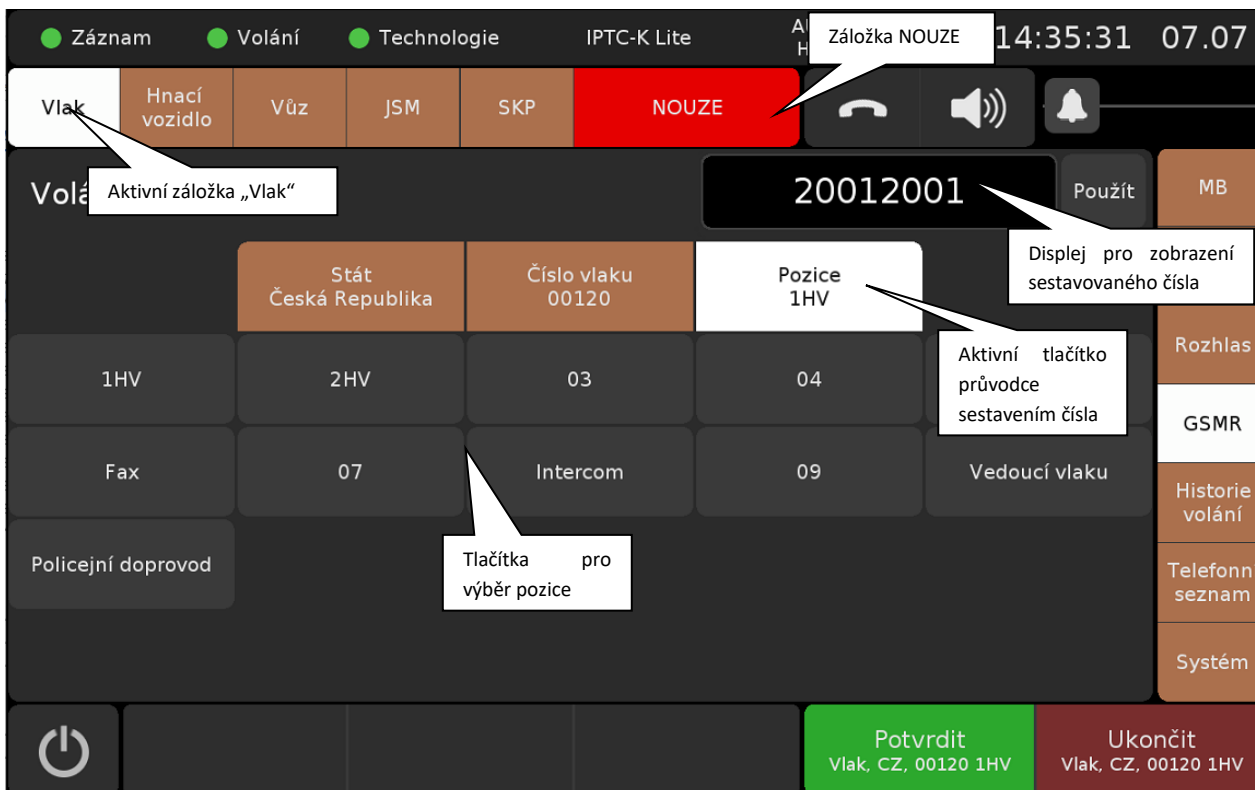 Záznam
Volání
Technologie
IPTC-K Lite
14:35:31
07.07
Záložka NOUZE
Vlak
Hnací
vozidlo
Vůz
JSM
SKP
NOUZE
Aktivní záložka „Vlak“
20012001
Použít
MB
Displej pro zobrazení
sestavovaného čísla
Stát
Česká Republika
Číslo vlaku
00120
Pozice
1HV
Aktivní tlačítko
průvodce
sestavením čísla
Rozhlas
1HV
2HV
03
04
GSMR
Fax
07
Intercom
09
Vedoucí vlaku
Historie
volání
Policejní doprovod
Tlačítka pro
výběr pozice
Telefonn
seznam
Systém
Potvrdit
Vlak, CZ, 00120 1HV
Ukončit
Vlak, CZ, 00120 1HV